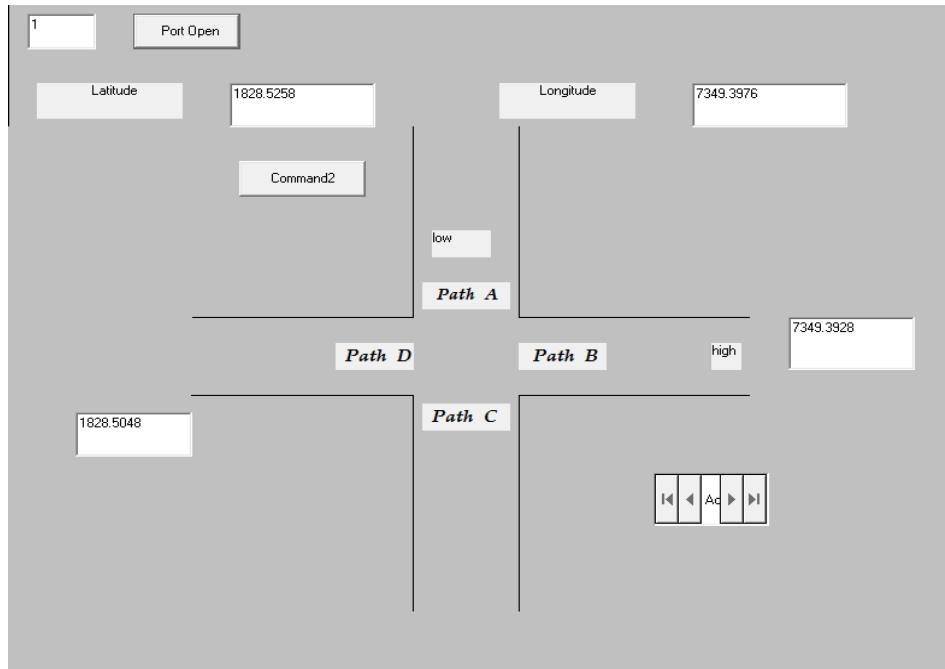 1
Port Open
Latitude
1828.5258
Longitude
7349.3976
Command2
low
Path A
7349.3928
Path D
Path B
high
Path C
1828.5048
Ad